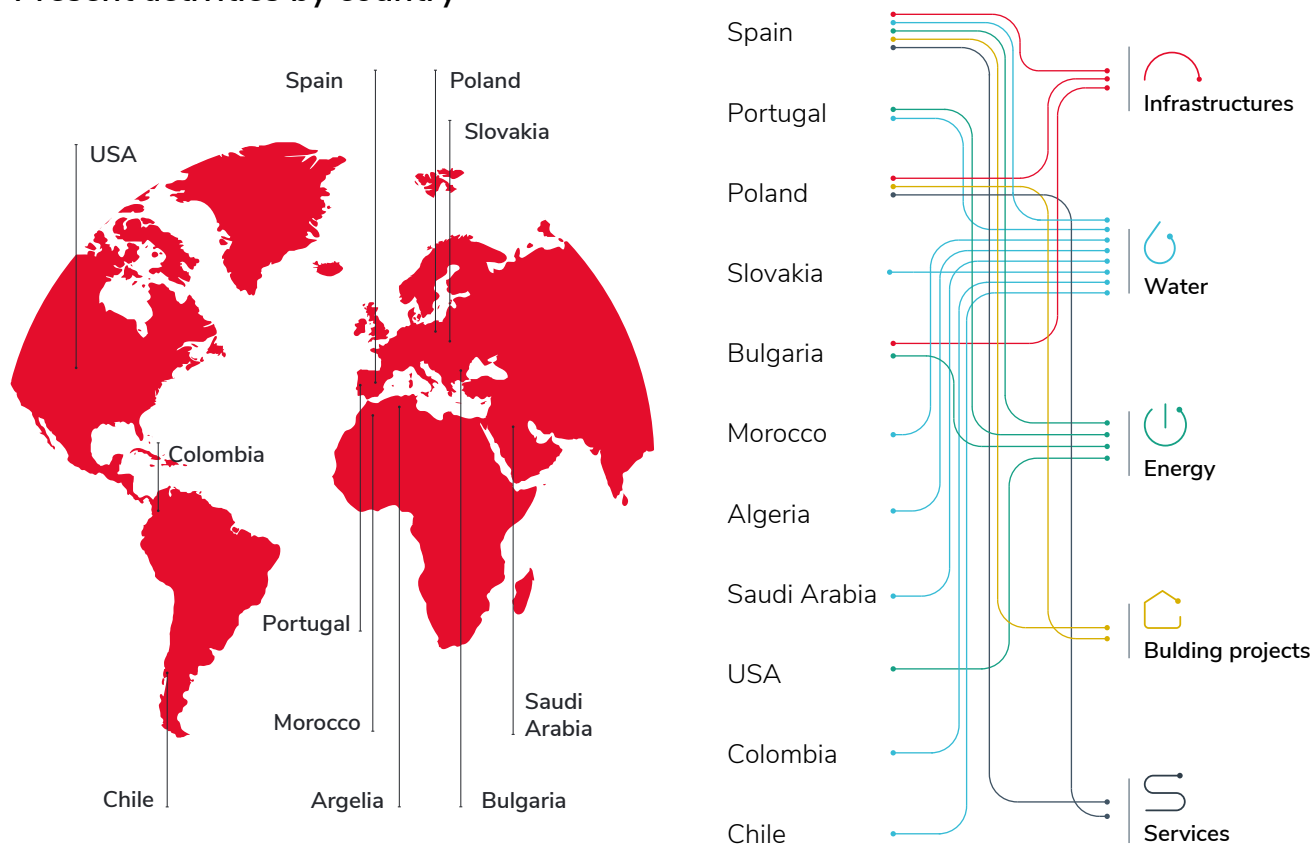 Present activities by country
Spain
Poland
Slovakia
USA
Colombia
Portugal
Morocco
Saudi
Arabia
Chile
Argelia
Bulgaria
Spain
Portugal
Poland
Slovakia
Bulgaria
Morocco
Algeria
Saudi Arabia
USA
Colombia
Chile
Infrastructures
Water
Energy
Bulding projects
Services